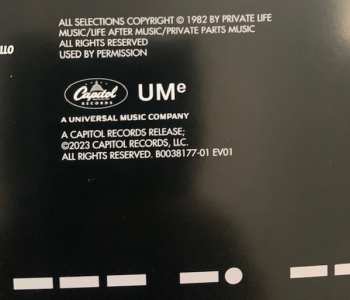 ALL SELECTIONS COPYRIGHT © 1982 BY PRIVATE LIFE
MUSIC/LIFE AFTER MUSIC/PRIVATE PARTS MUSIC
ALL RIGHTS RESERVED
USED BY PERMISSION
LLO
Capitol
RECORDS
UMe
A UNIVERSAL MUSIC COMPANY
A CAPITOL RECORDS RELEASE;
©2023 CAPITOL RECORDS, LLC.
ALL RIGHTS RESERVED. B0038177-01 EV01